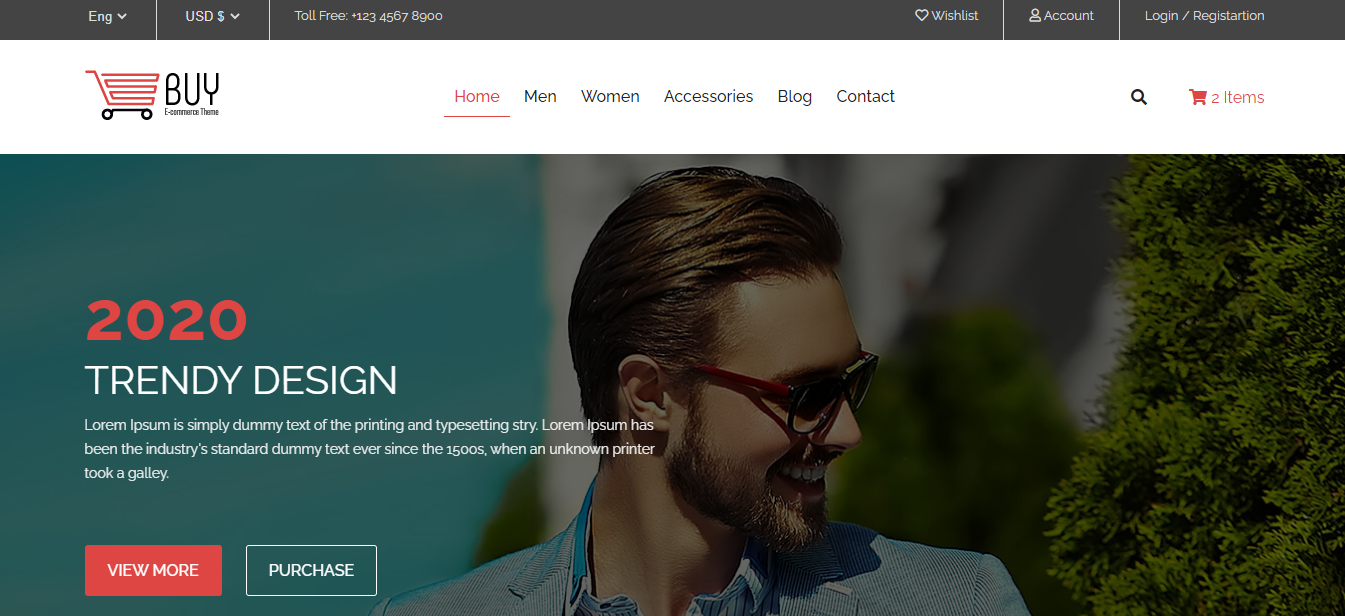 Eng
USD $
Toll Free: +123 4567 8900
Wishlist
Account
Login / Registartion
BUY
E-commerce Theme
Home
Men
Women
Accessories
Blog
Contact
2 Items
2020
TRENDY DESIGN
Lorem Ipsum is simply dummy text of the printing and typesetting stry. Lorem Ipsum has
been the industry's standard dummy text ever since the 1500s, when an unknown printer
took a galley.
VIEW MORE
PURCHASE